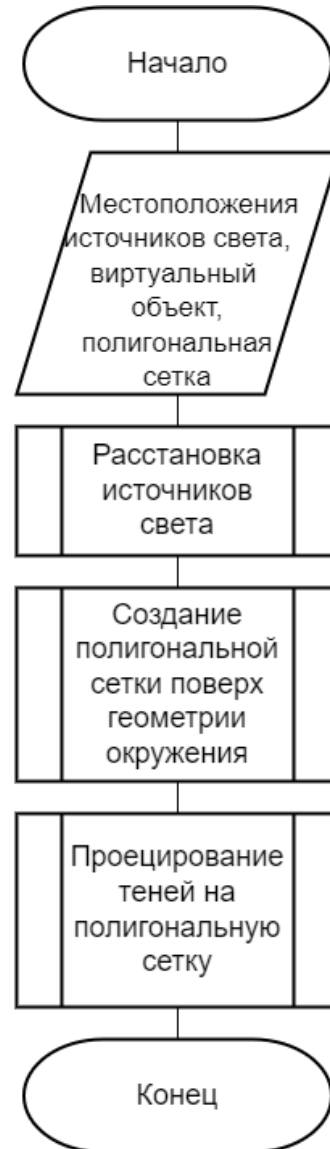 Начало
Местоположения
источников света,
виртуальный
объект,
полигональная
сетка
Расстановка
источников
света
Создание
полигональной
сетки поверх
геометрии
окружения
Проецирование
теней на
полигональную
сетку
Конец